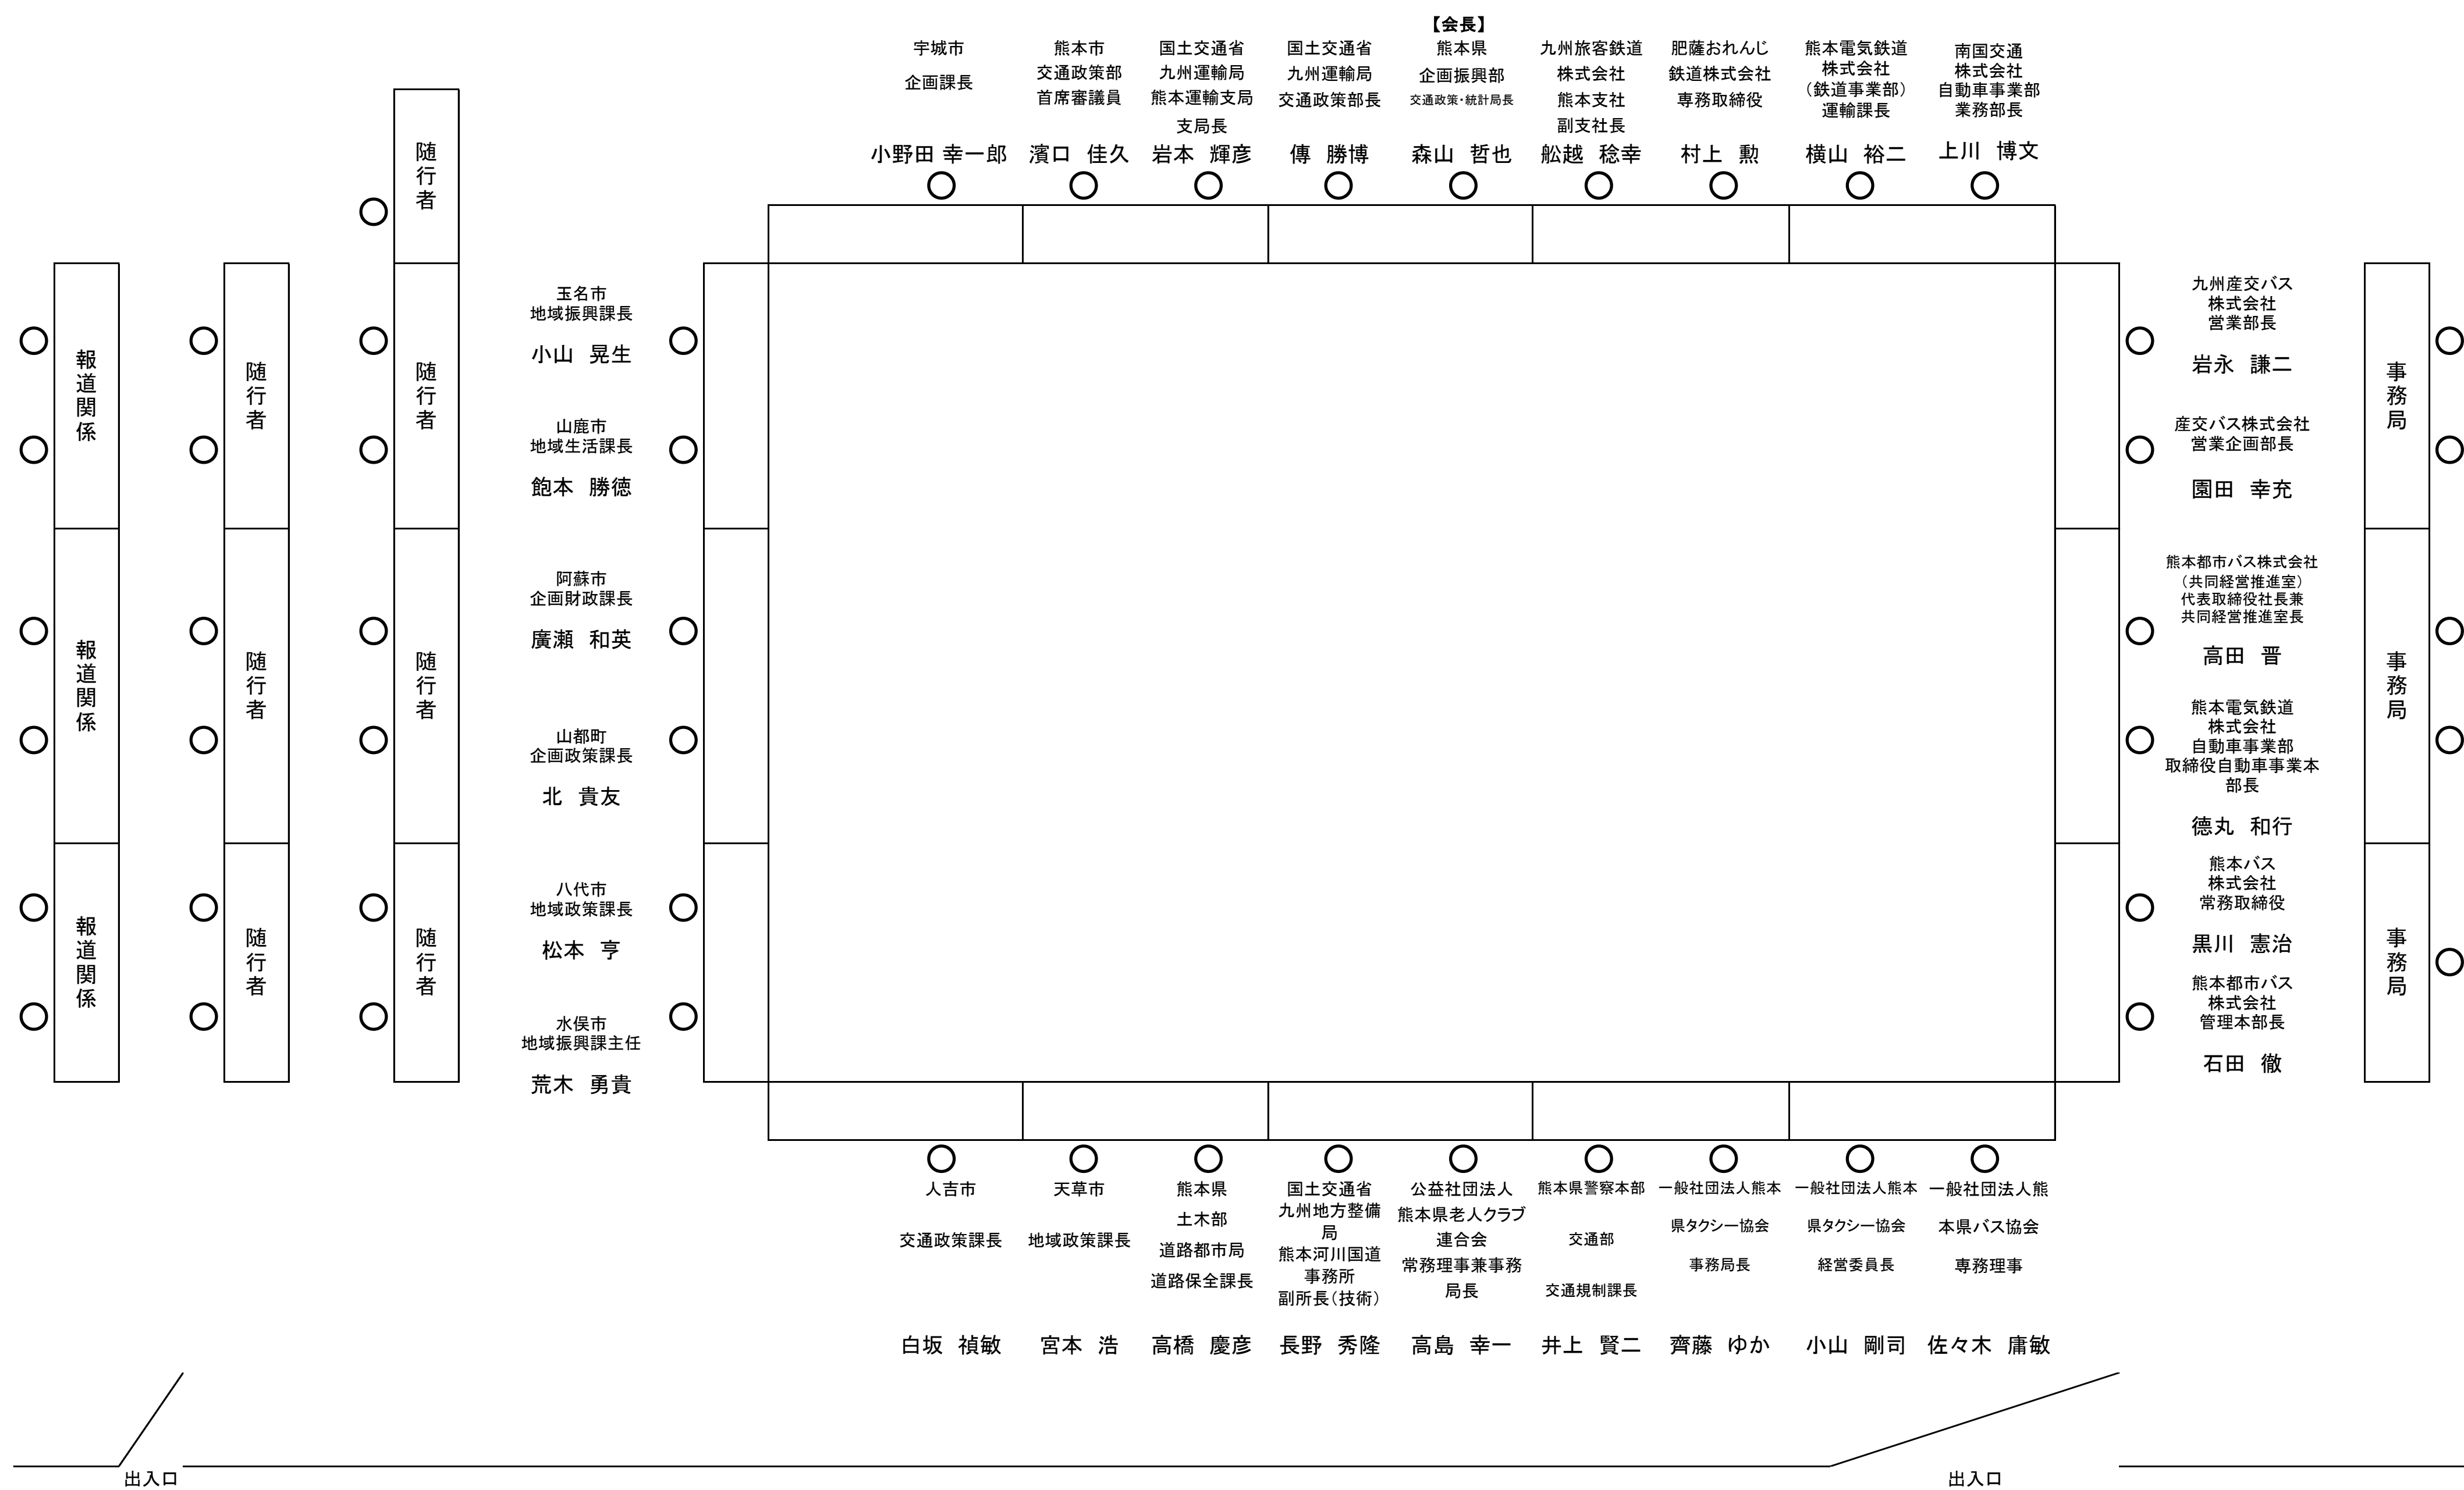 【会長】
宇城市
企画課長
小野田 幸一郎
熊本市
交通政策部
首席審議員
濱口 佳久
国土交通省
九州運輸局
熊本運輸支局
支局長
岩本 輝彦
国土交通省
九州運輸局
交通政策部長
傳 勝博
熊本県
企画振興部
交通政策・統計局長
森山 哲也
九州旅客鉄道
株式会社
熊本支社
副支社長
舩越 稔幸
肥薩おれんじ
鉄道株式会社
専務取締役
村上 勲
熊本電気鉄道
株式会社
（鉄道事業部）
運輸課長
横山 裕二
南国交通
株式会社
自動車事業部
業務部長
上川 博文
報道関係
報道関係
報道関係
随行者
随行者
随行者
随行者
随行者
随行者
随行者
玉名市
地域振興課長
小山 晃生
山鹿市
地域生活課長
飽本 勝徳
阿蘇市
企画財政課長
廣瀬 和英
山都町
企画政策課長
北 貴友
八代市
地域政策課長
松本 亨
水俣市
地域振興課主任
荒木 勇貴
九州産交バス
株式会社
営業部長
岩永 謙二
産交バス株式会社
営業企画部長
園田 幸充
熊本都市バス株式会社
（共同経営推進室）
代表取締役社長兼
共同経営推進室長
高田 晋
熊本電気鉄道
株式会社
自動車事業部
取締役自動車事業本
部長
德丸 和行
熊本バス
株式会社
常務取締役
黒川 憲治
熊本都市バス
株式会社
管理本部長
石田 徹
事務局
事務局
事務局
人吉市
交通政策課長
白坂 禎敏
天草市
地域政策課長
宮本 浩
熊本県
土木部
道路都市局
道路保全課長
高橋 慶彦
国土交通省
九州地方整備
局
熊本河川国道
事務所
副所長（技術）
長野 秀隆
公益社団法人
熊本県老人クラブ
連合会
常務理事兼事務
局長
高島 幸一
熊本県警察本部
交通部
交通規制課長
井上 賢二
一般社団法人熊本
県タクシー協会
事務局長
齊藤 ゆか
一般社団法人熊本
県タクシー協会
経営委員長
小山 剛司
一般社団法人熊
本県バス協会
専務理事
佐々木 庸敏
出入口
出入口